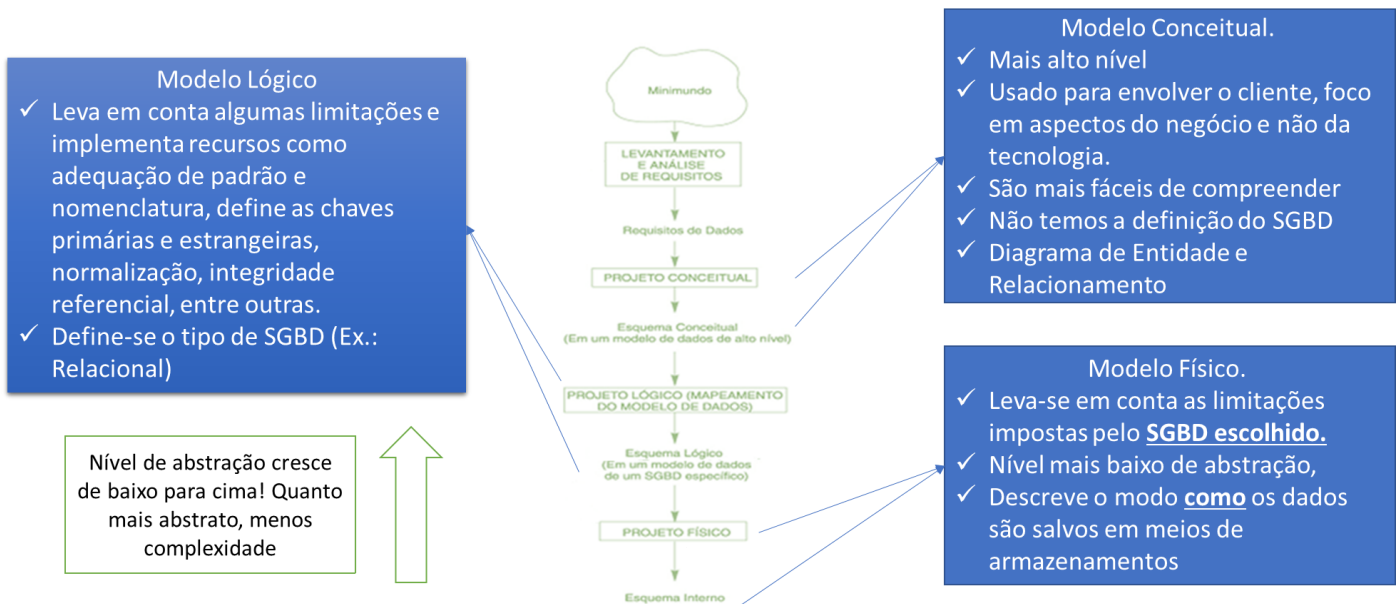 Modelo Lógico
✓ Leva em conta algumas limitações e
implementa recursos como
adequação de padrão e
nomenclatura, define as chaves
primárias e estrangeiras,
normalização, integridade
referencial, entre outras.
✓ Define-se o tipo de SGBD (Ex.:
Relacional)
Nível de abstração cresce
de baixo para cima! Quanto
mais abstrato, menos
complexidade
Minimundo
LEVANTAMENTO
E ANÁLISE
DE REQUISITOS
Requisitos de Dados
PROJETO CONCEITUAL
Esquema Conceitual
(Em um modelo de dados de alto nível)
PROJETO LÓGICO (MAPEAMENTO
DO MODELO DE DADOS)
Esquema Lógico
(Em um modelo de dados
de um SGBD específico)
PROJETO FÍSICO
Esquema Interno
Modelo Conceitual.
✓ Mais alto nível
✓ Usado para envolver o cliente, foco
em aspectos do negócio e não da
tecnologia.
✓ São mais fáceis de compreender
✓ Não temos a definição do SGBD
✓ Diagrama de Entidade e
Relacionamento
Modelo Físico.
✓ Leva-se em conta as limitações
impostas pelo SGBD escolhido.
✓ Nível mais baixo de abstração,
✓ Descreve o modo como os dados
são salvos em meios de
armazenamentos